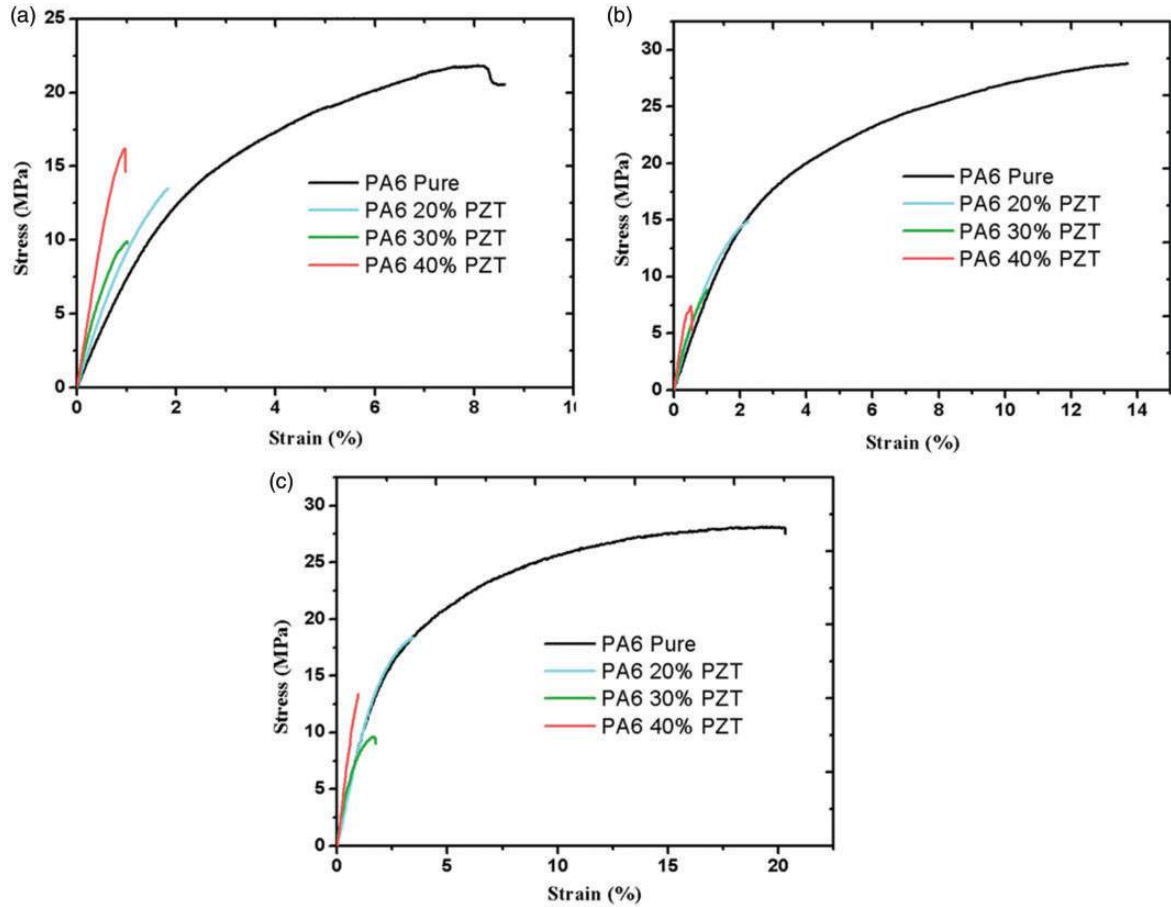 (a)
25
20
15
10
5
0
Stress (MPa)
PA6 Pure
PA6 20% PZT
PA6 30% PZT
PA6 40% PZT
0 2 4 6 8
Strain (%)
(b)
30
25
20
15
10
5
0
Stress (MPa)
PA6 Pure
PA6 20% PZT
PA6 30% PZT
PA6 40% PZT
0 2 4 6 8 10 12 14
Strain (%)
(c)
30
25
20
15
10
5
0
Stress (MPa)
PA6 Pure
PA6 20% PZT
PA6 30% PZT
PA6 40% PZT
0 5 10 15 20
Strain (%)